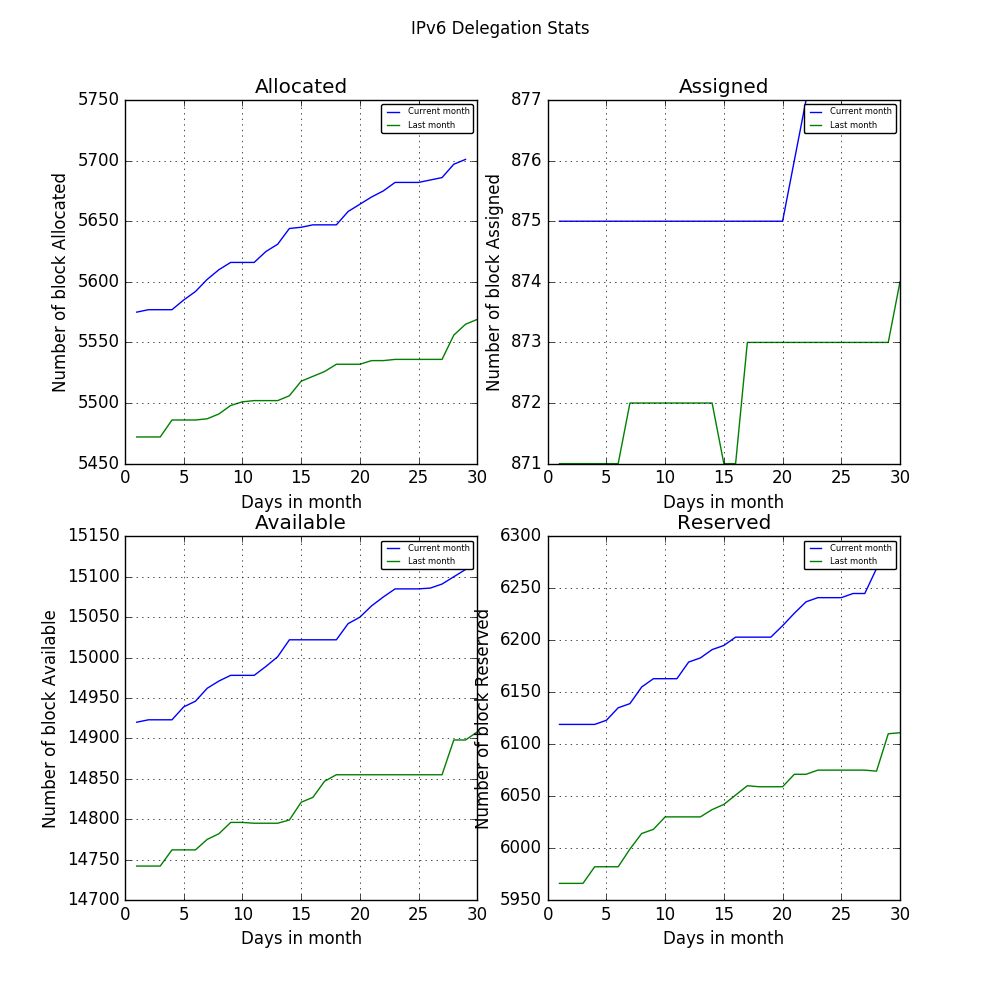 IPv6 Delegation Stats
Allocated
Number of block Allocated
5750
5700
5650
5600
5550
5500
5450
Current month
Last month
0 5 10 15 20 25 30
Days in month
Assigned
Number of block Assigned
877
876
875
874
873
872
871
Current month
Last month
0 5 10 15 20 25 30
Days in month
Available
Number of block Available
15150
15100
15050
15000
14950
14900
14850
14800
14750
14700
Current month
Last month
0 5 10 15 20 25 30
Days in month
Reserved
Number of block Reserved
6300
6250
6200
6150
6100
6050
6000
5950
Current month
Last month
0 5 10 15 20 25 30
Days in month